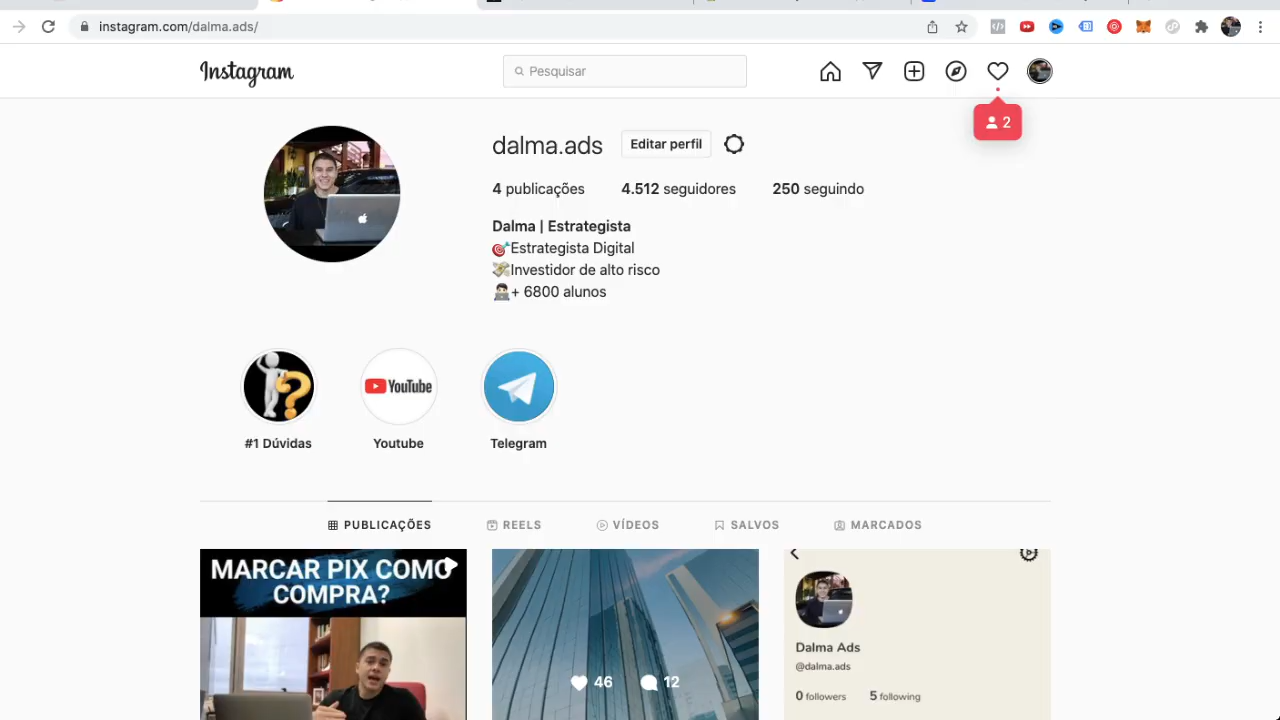 instagram.com/dalma.ads/
Instagram
Pesquisar
2
dalma.ads
Editar perfil
4 publicações
4.512 seguidores
250 seguindo
Dalma | Estrategista
🎯Estrategista Digital
💸Investidor de alto risco
👨🏻‍💻+ 6800 alunos
YouTube
#1 Dúvidas
Youtube
Telegram
PUBLICAÇÕES
REELS
VÍDEOS
SALVOS
MARCADOS
MARCAR PIX COMO
COMPRA?
46
12
Dalma Ads
@dalma.ads
0 followers
5 following